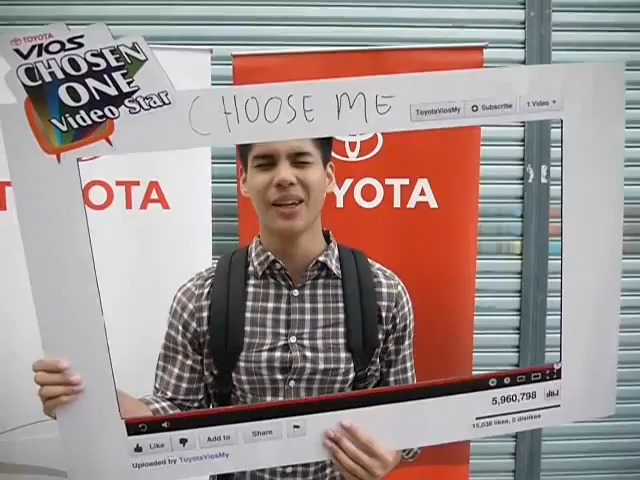 TOYOTA
VIOS
CHOSEN
ONE
Video Star
CHOOSE ME
ToyotaViosMy
Subscribe
1 Video
OTA
YOTA
5,960,798
15,038 likes, 0 dislikes
Like
Add to
Share
Uploaded by ToyotaViosMy